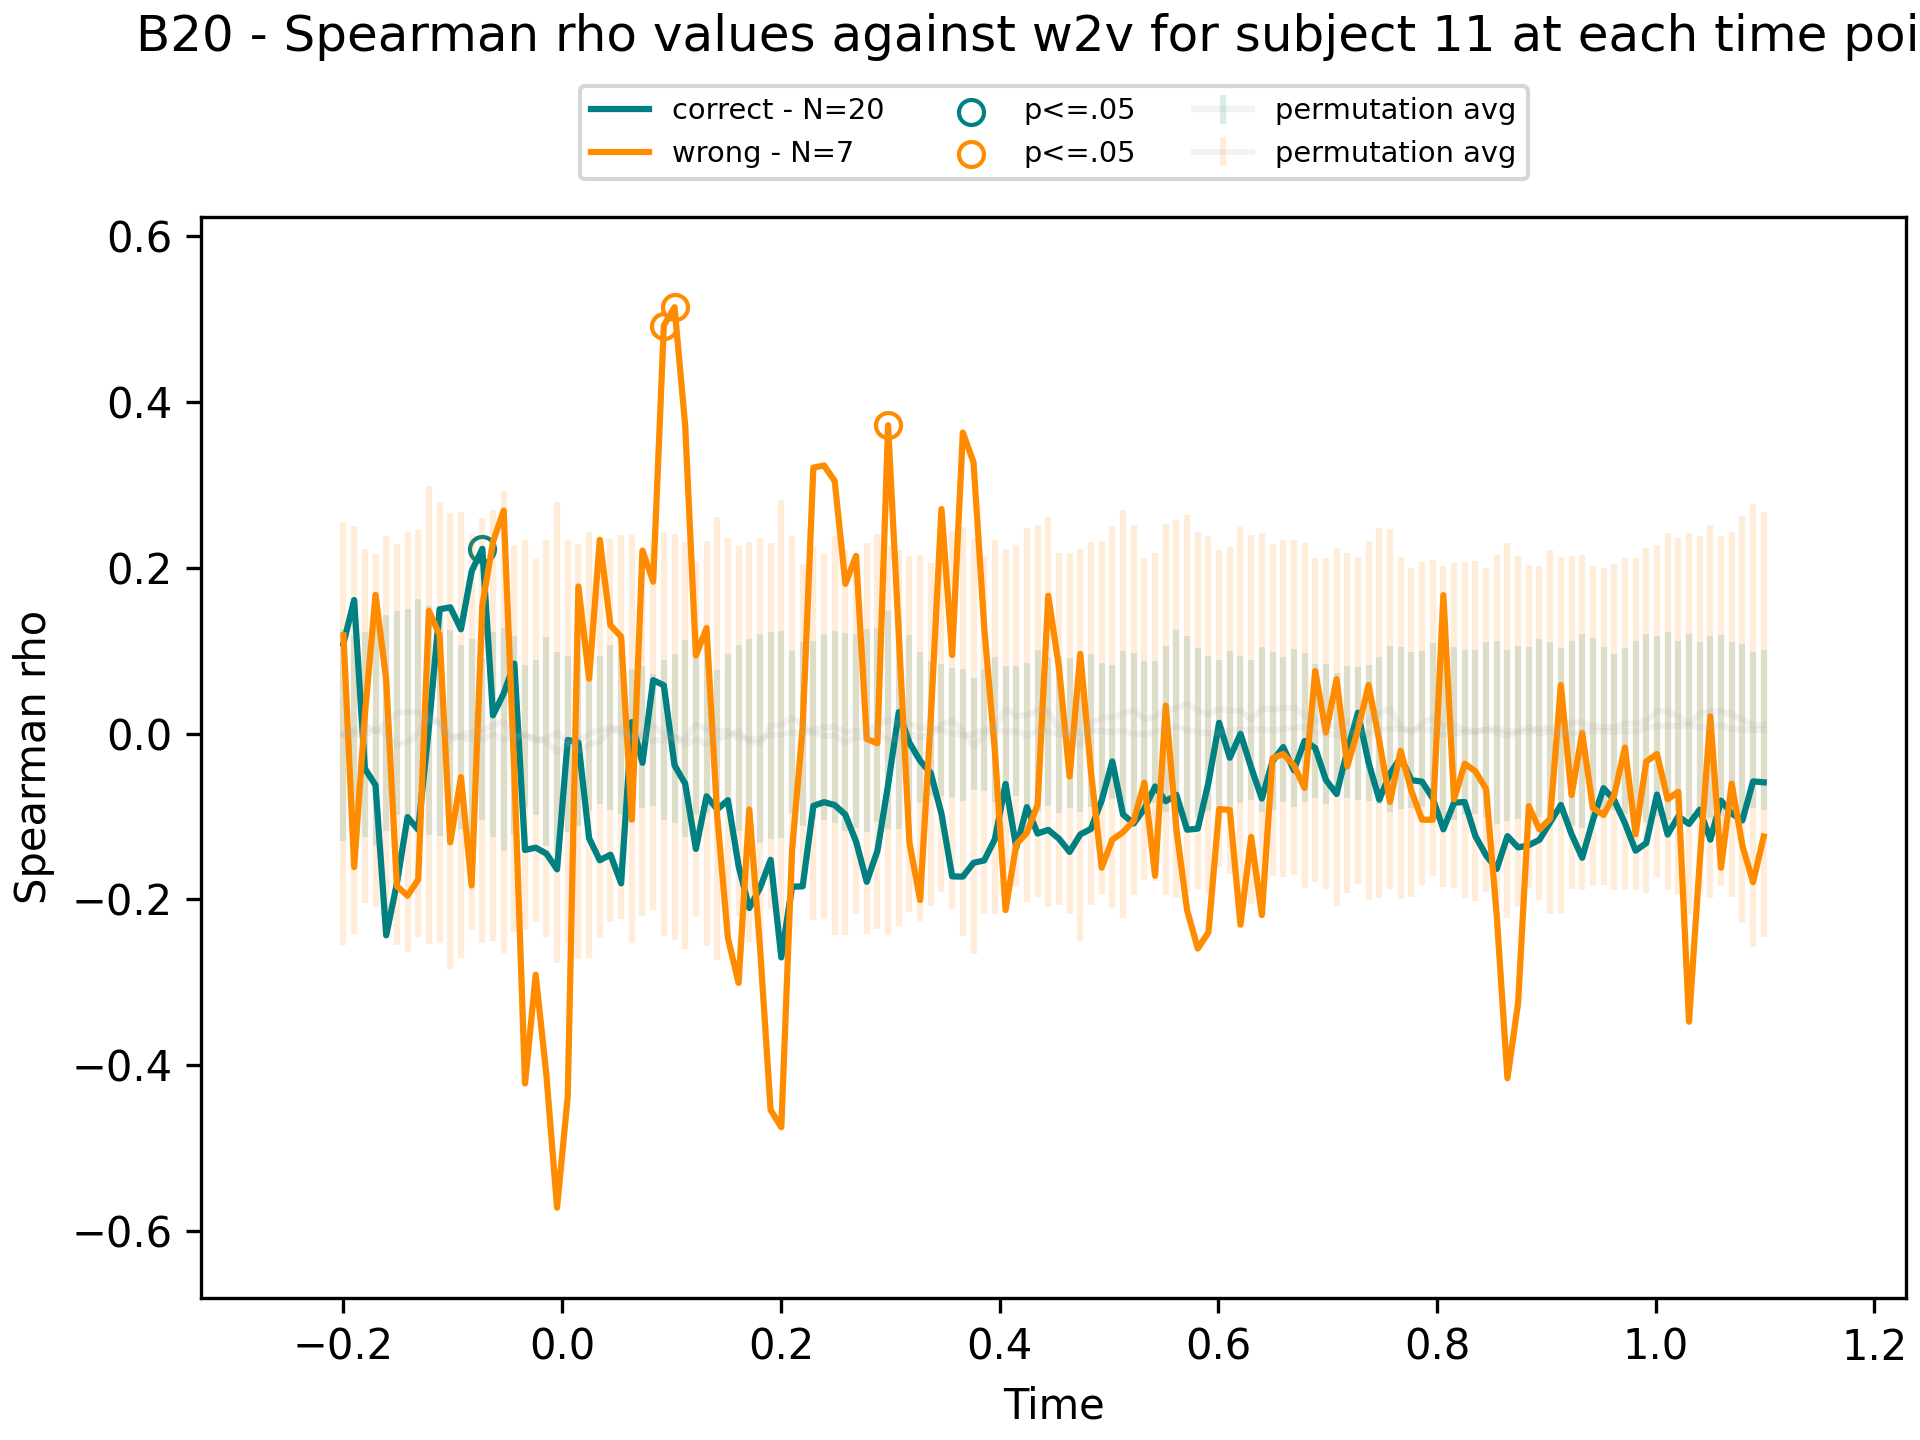 B20 - Spearman rho values against w2v for subject 11 at each time poi
correct - N=20 p<=.05 permutation avg
wrong - N=7 p<=.05 permutation avg
Spearman rho
0.6
0.4
0.2
0.0
−0.2
−0.4
−0.6
−0.2 0.0 0.2 0.4 0.6 0.8 1.0 1.2
Time